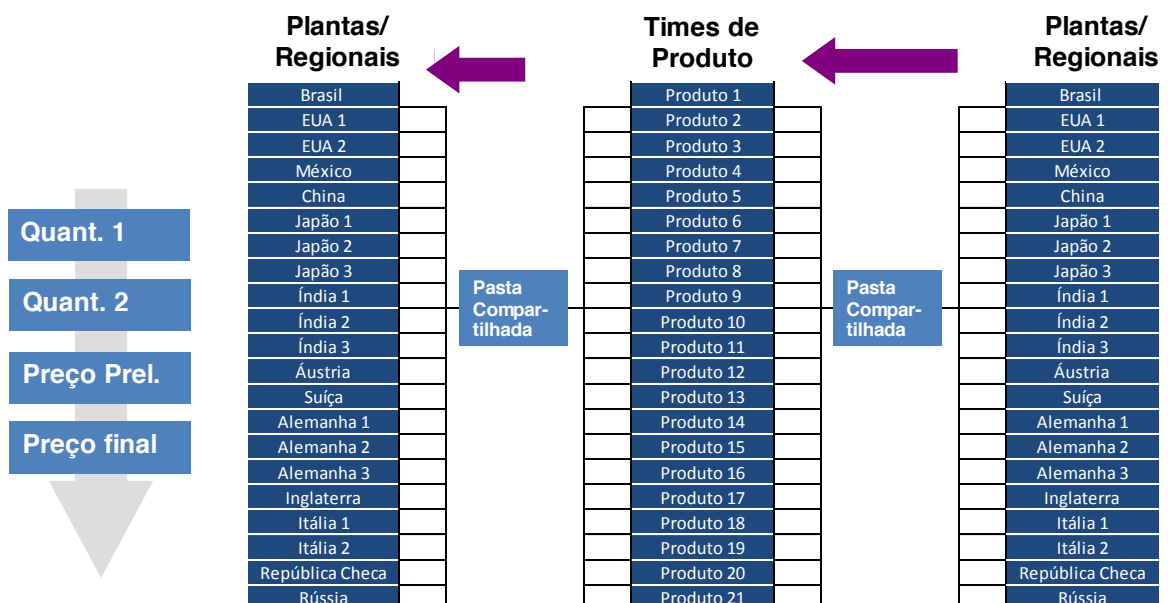 Plantas/
Regionais
Times de
Produto
Plantas/
Regionais
Quant. 1
Quant. 2
Preço Prel.
Preço final
Brasil
EUA 1
EUA 2
México
China
Japão 1
Japão 2
Japão 3
Índia 1
Índia 2
Índia 3
Áustria
Suíça
Alemanha 1
Alemanha 2
Alemanha 3
Inglaterra
Itália 1
Itália 2
República Checa
Rússia
Pasta
Compar-
tilhada
Produto 1
Produto 2
Produto 3
Produto 4
Produto 5
Produto 6
Produto 7
Produto 8
Produto 9
Produto 10
Produto 11
Produto 12
Produto 13
Produto 14
Produto 15
Produto 16
Produto 17
Produto 18
Produto 19
Produto 20
Produto 21
Pasta
Compar-
tilhada
Brasil
EUA 1
EUA 2
México
China
Japão 1
Japão 2
Japão 3
Índia 1
Índia 2
Índia 3
Áustria
Suíça
Alemanha 1
Alemanha 2
Alemanha 3
Inglaterra
Itália 1
Itália 2
República Checa
Rússia